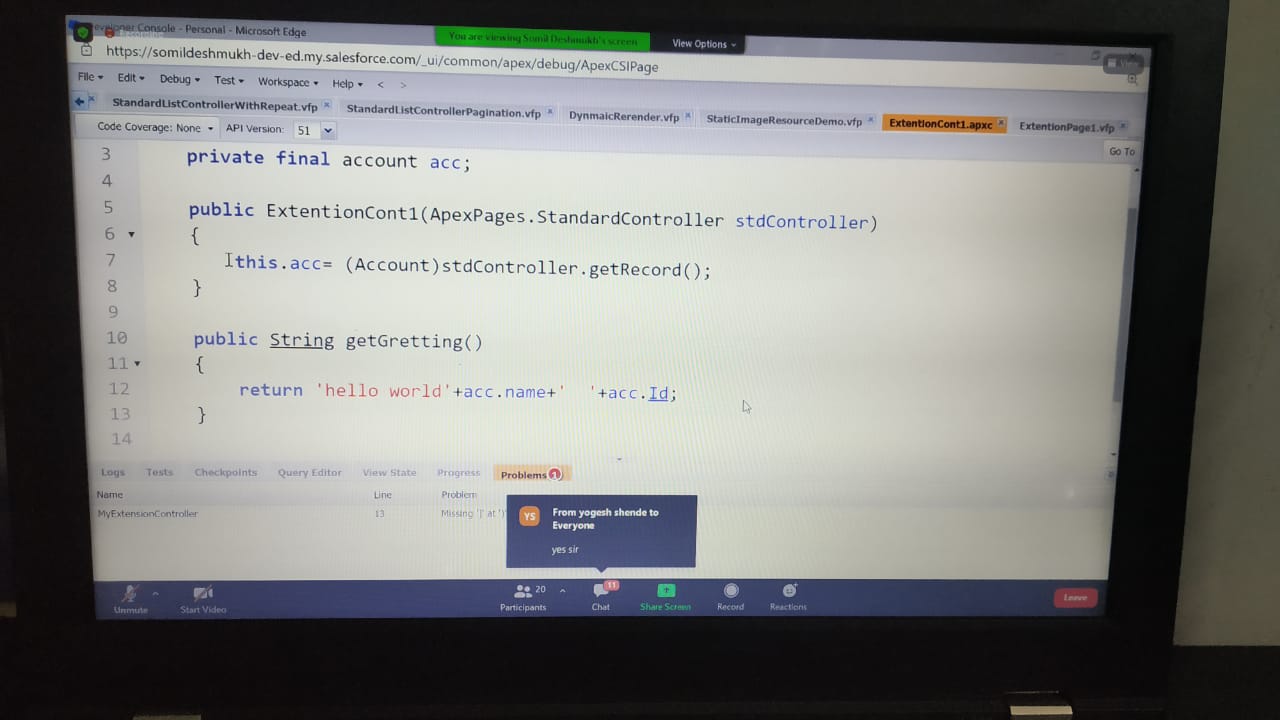 eveloper Console - Personal - Microsoft Edge
You are viewing Somil Deshmukh's screen
View Options
View
https://somildeshmukh-dev-ed.my.salesforce.com/_ui/common/apex/debug/ApexCSIPage
File Edit Debug Test Workspace Help < >
StandardListControllerWithRepeat.vfp StandardListControllerPagination.vfp DynmaicRerender.vfp StaticImageResourceDemo.vfp ExtentionCont1.apxc ExtentionPage1.vfp
Code Coverage: None API Version: 51 Go To
3 private final account acc;
4
5 public ExtentionCont1(ApexPages.StandardController stdController)
6 {
7 this.acc= (Account)stdController.getRecord();
8 }
9
10 public String getGretting()
11 {
12 return 'hello world'+acc.name+'  '+acc.Id;
13 }
14
Logs Tests Checkpoints Query Editor View State Progress Problems 1
Name Line Problem
MyExtensionController 13 Missing at
YS From yogesh shende to
Everyone
yes sir
20 11
Unmute Start Video Participants Chat Share Screen Record Reactions Leave